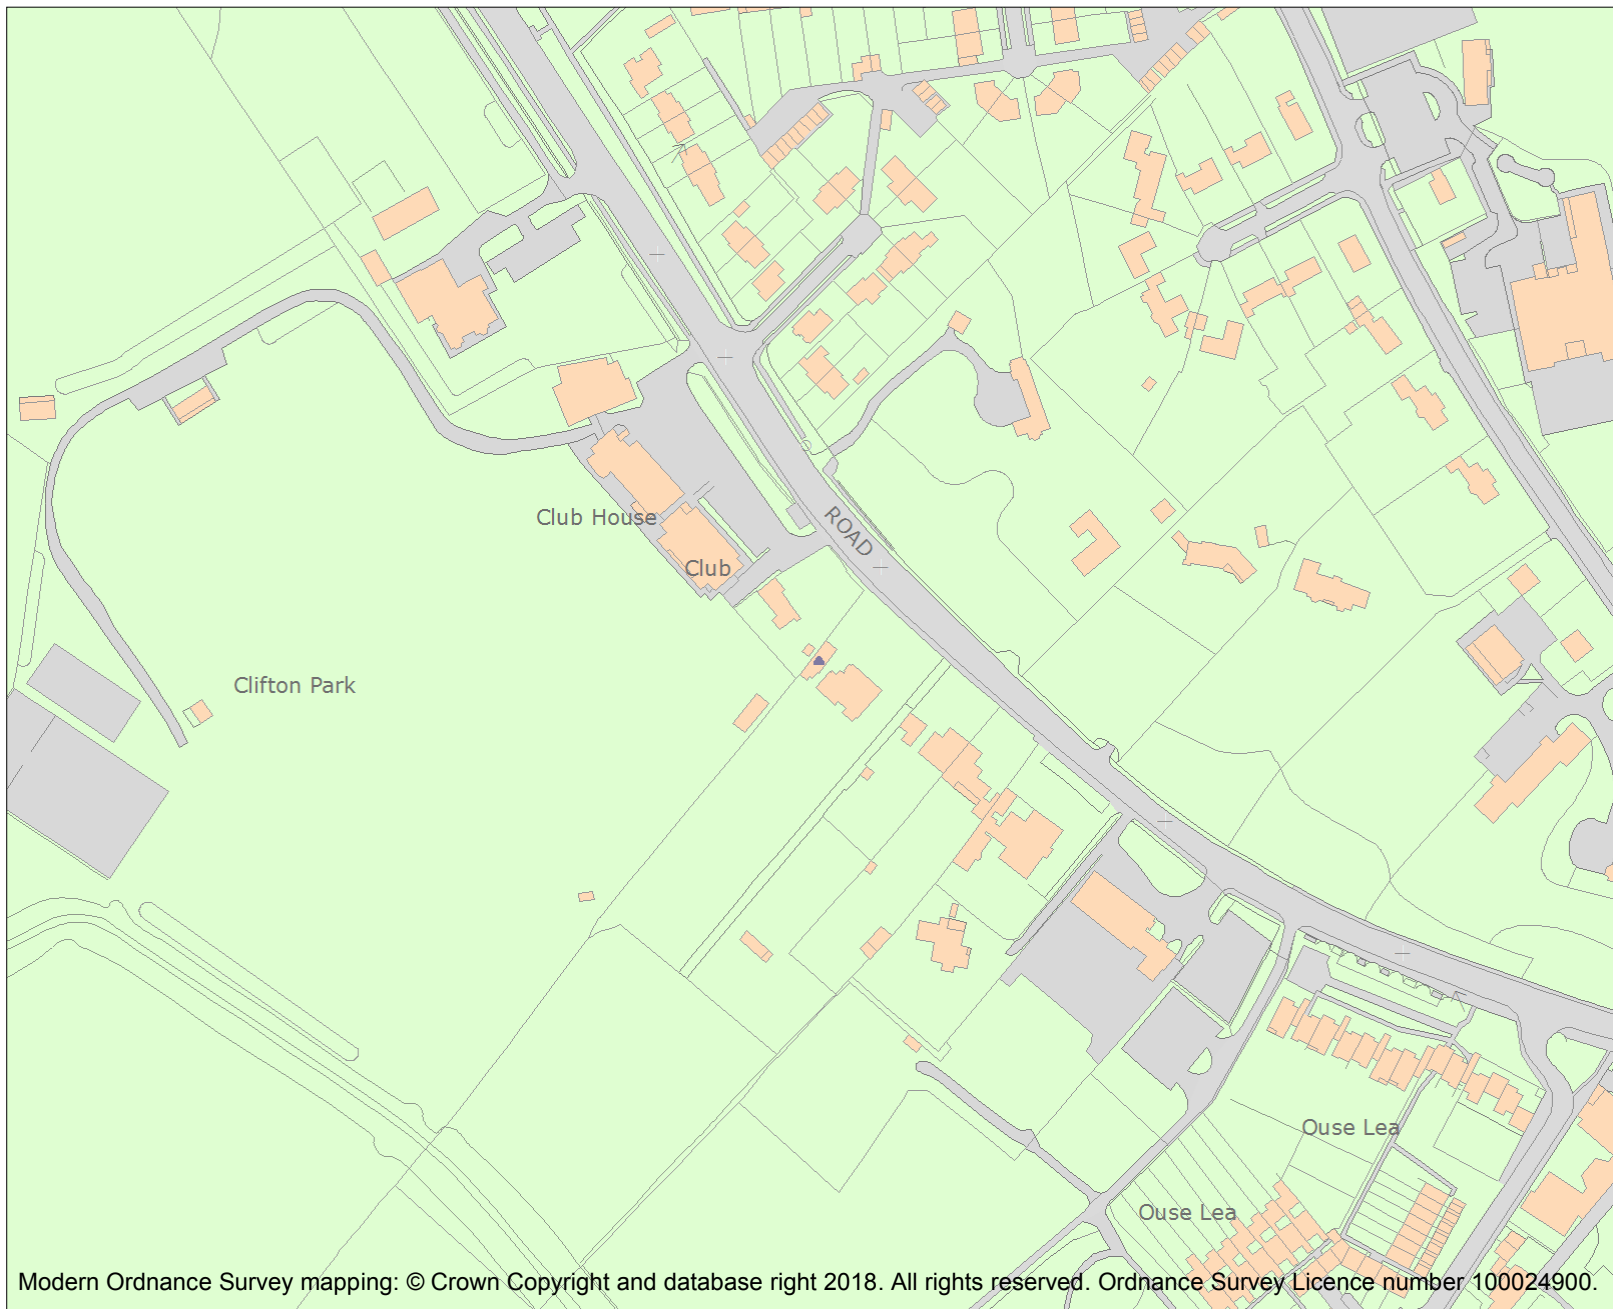 ROAD
Club House
Club
Clifton Park
Ouse Lea
Ouse Lea
Modern Ordnance Survey mapping: © Crown Copyright and database right 2018. All rights reserved. Ordnance Survey Licence number 100024900.